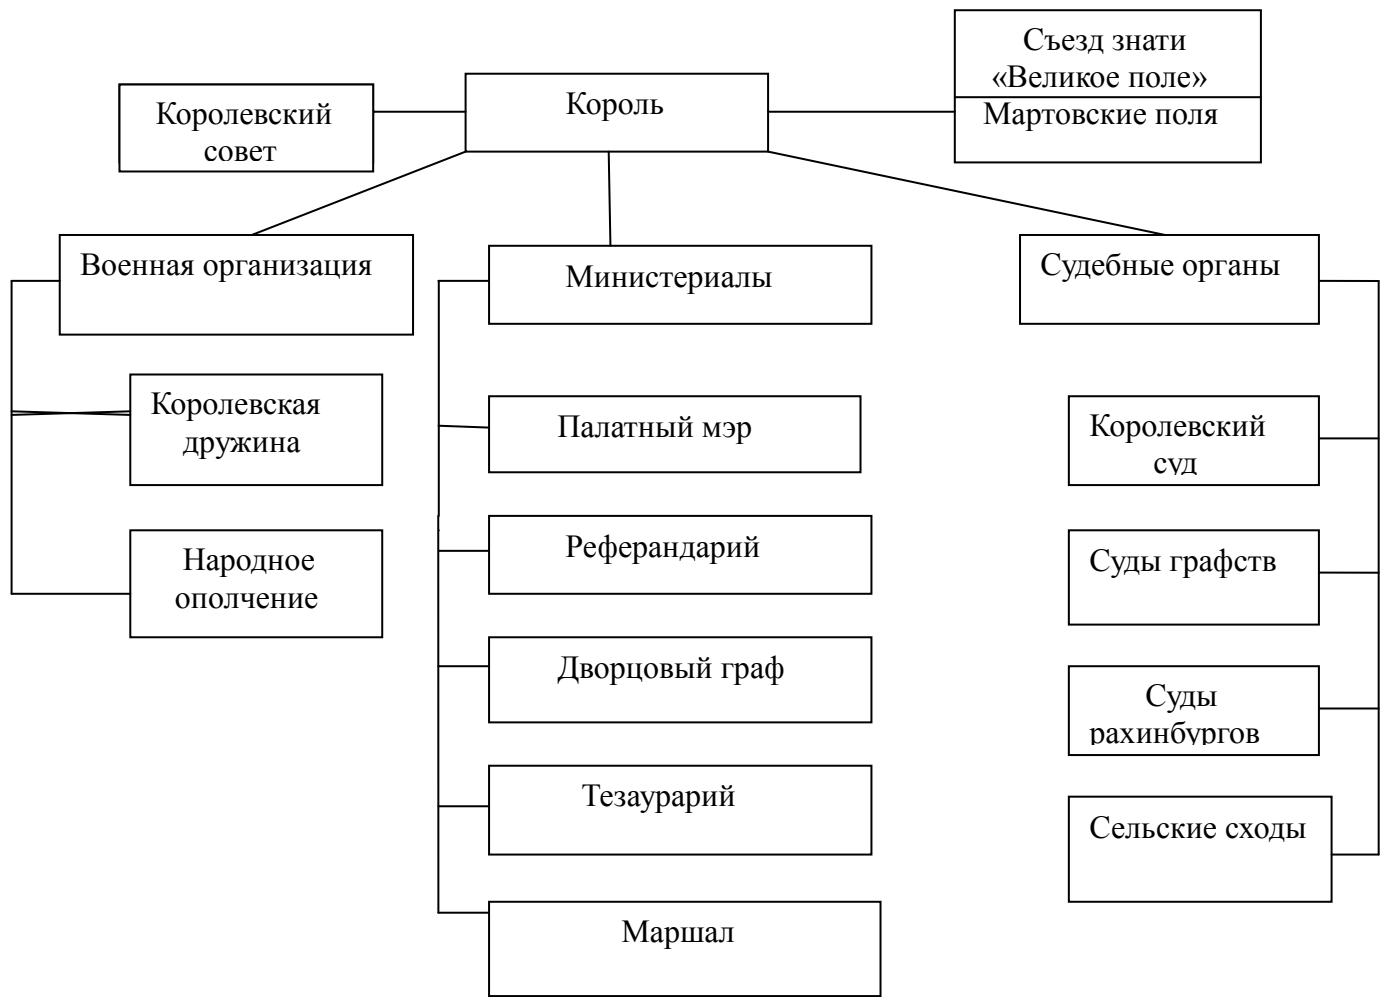 Съезд знати
«Великое поле»
Мартовские поля
Король
Королевский
совет
Военная организация
Министериалы
Судебные органы
Королевская
дружина
Народное
ополчение
Палатный мэр
Референдарий
Дворцовый граф
Тезаурарий
Маршал
Королевский
суд
Суды графств
Суды
рахинбургов
Сельские сходы